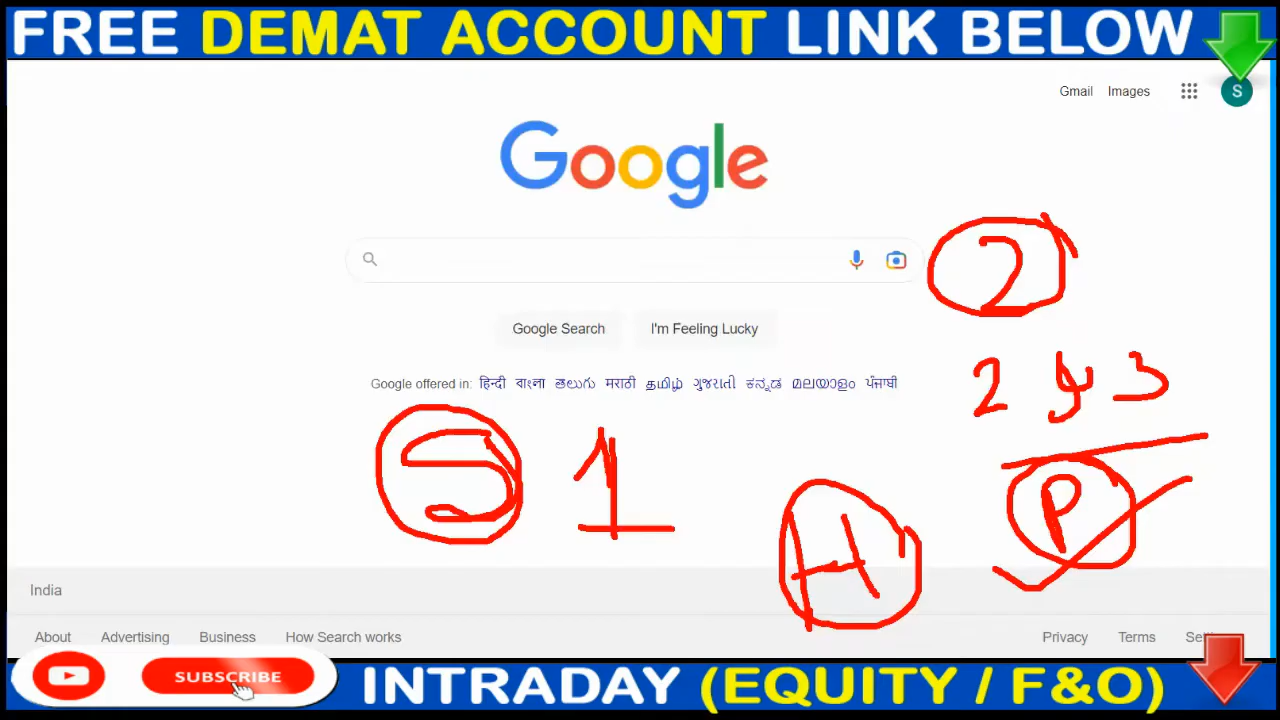 FREE DEMAT ACCOUNT LINK BELOW
Gmail Images S
Google
2
Google Search I'm Feeling Lucky
Google offered in: हिन्दी বাংলা తెలుగు मराठी தமிழ் ગુજરાતી ಕನ್ನಡ മലയാളം ਪੰਜਾਬੀ
2 & 3
5 1
P
H
India
About Advertising Business How Search works Privacy Terms
SUBSCRIBE
INTRADAY (EQUITY / F&O)